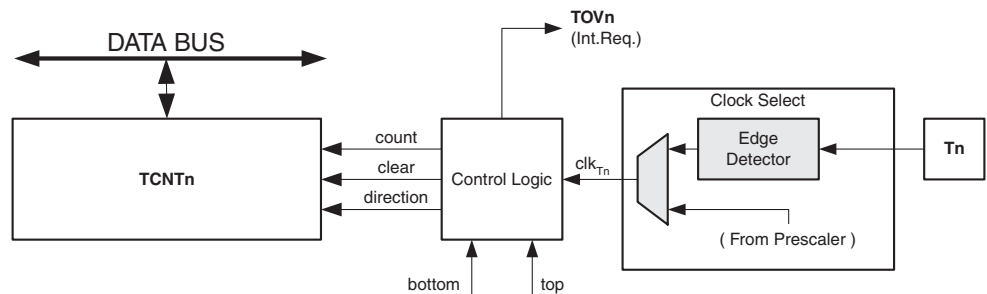 TOVn
(Int.Req.)
DATA BUS
Clock Select
count
Edge
Detector
Tn
TCNTn
clear
Control Logic
clkTn
direction
( From Prescaler )
bottom
top